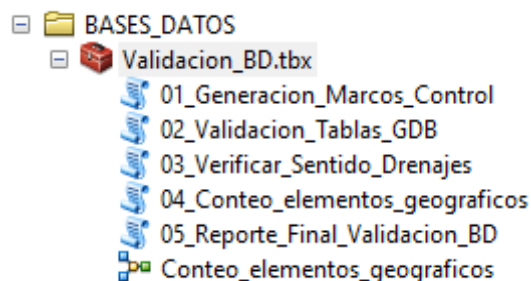 BASES_DATOS
Validacion_BD.tbx
01_Generacion_Marcos_Control
02_Validacion_Tablas_GDB
03_Verificar_Sentido_Drenajes
04_Conteo_elementos_geograficos
05_Reporte_Final_Validacion_BD
Conteo_elementos_geograficos